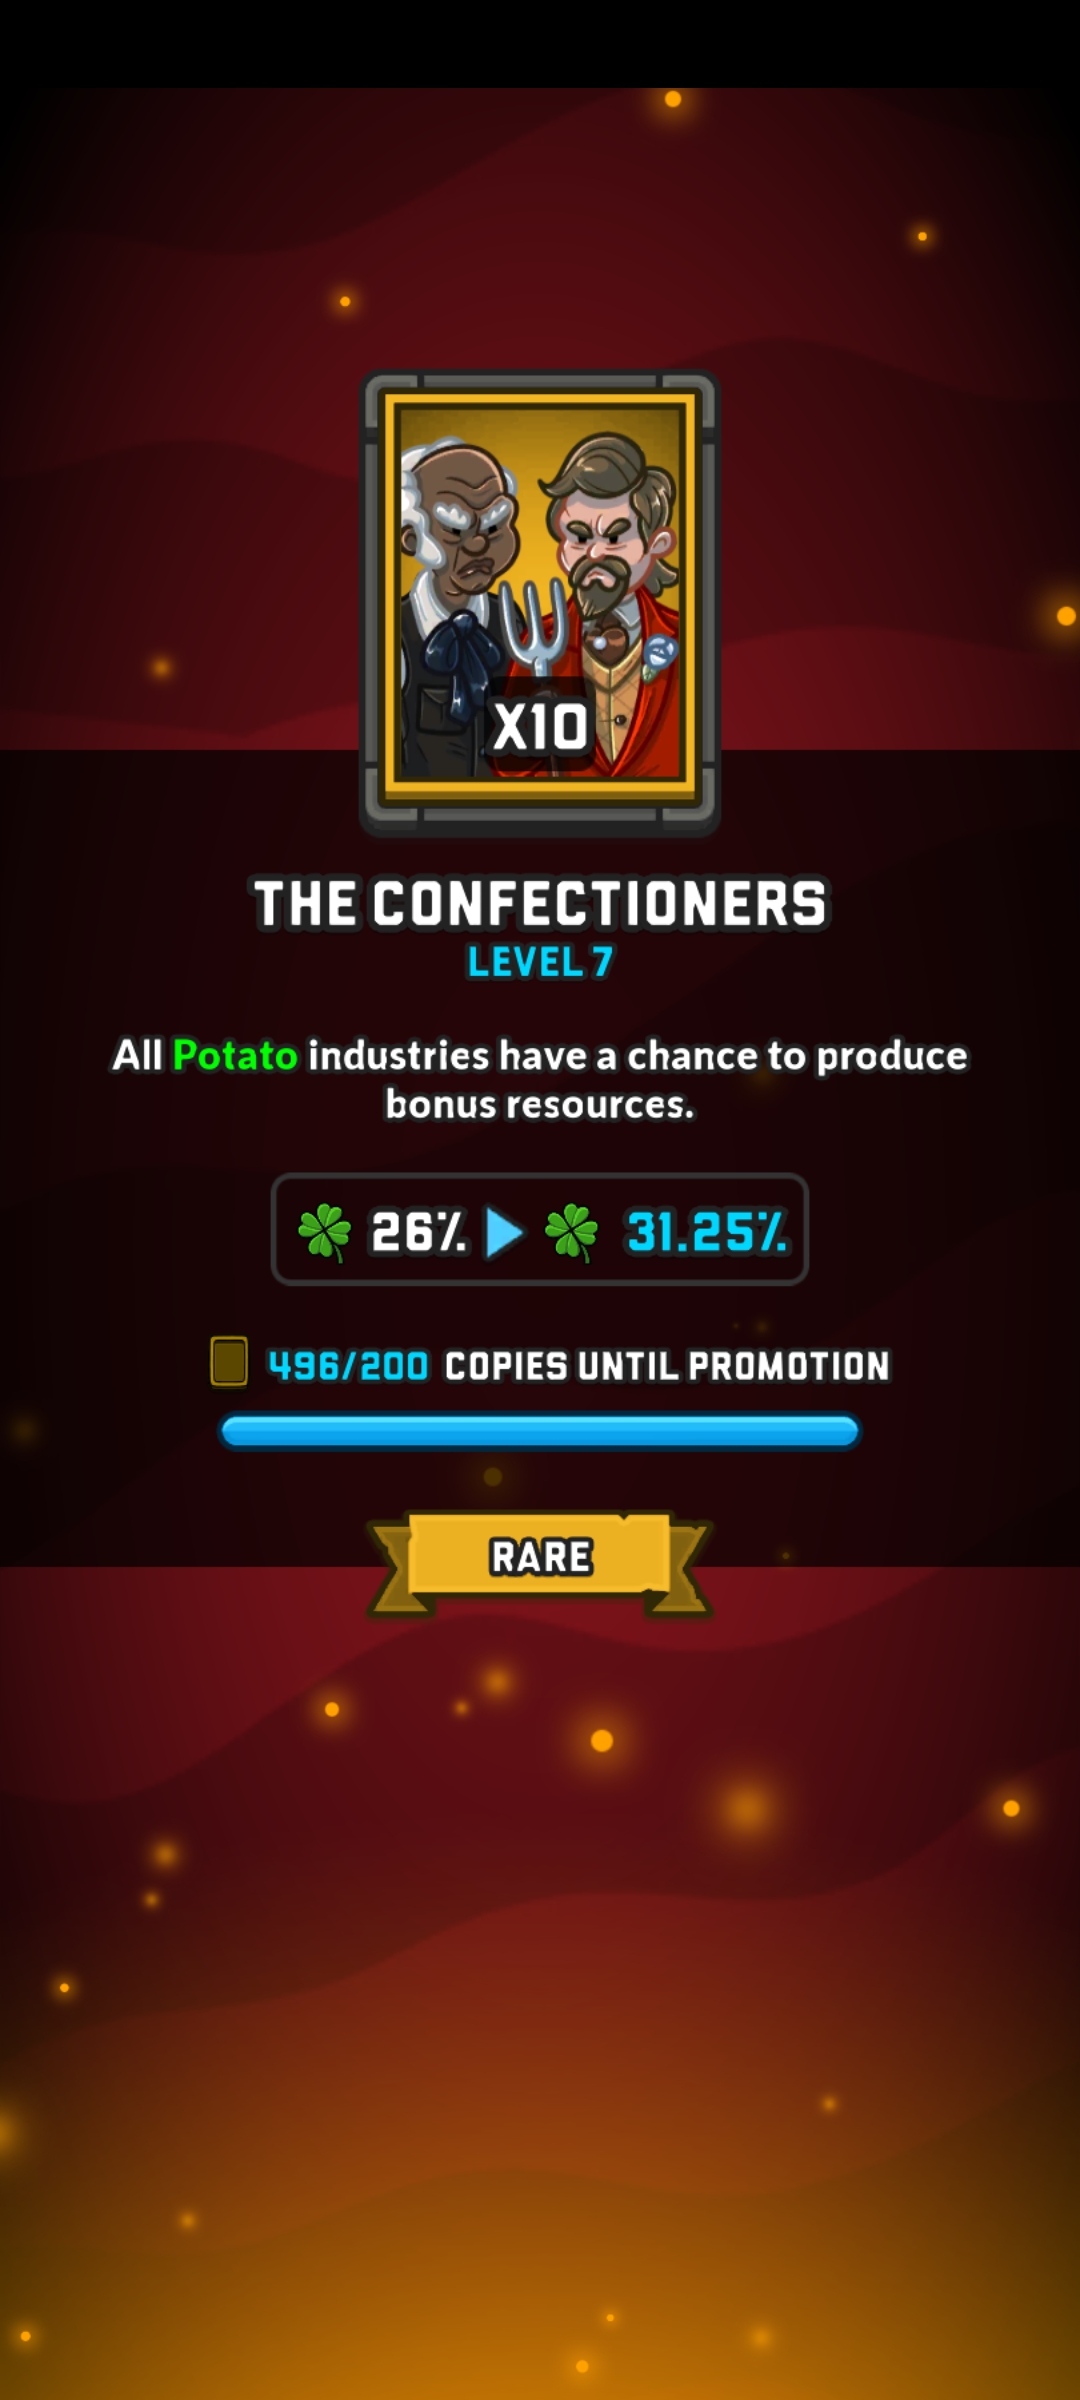 X10
THE CONFECTIONERS
LEVEL 7
All Potato industries have a chance to produce
bonus resources.
26% 31.25%
496/200 COPIES UNTIL PROMOTION
RARE